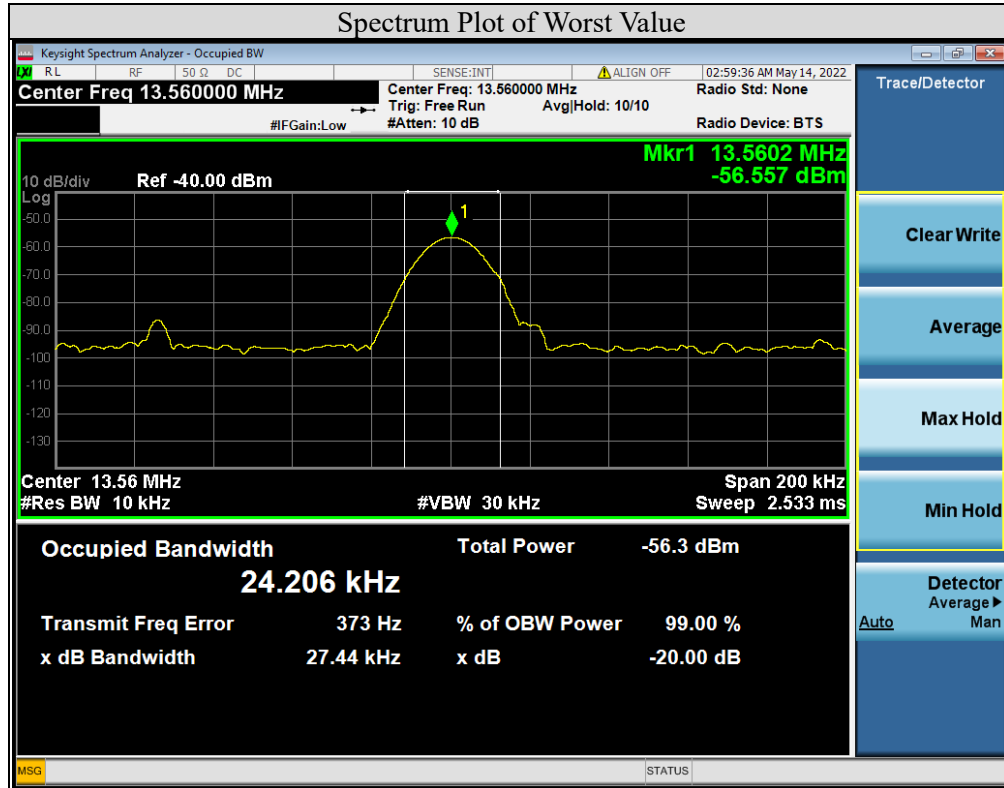 Spectrum Plot of Worst Value
Keysight Spectrum Analyzer - Occupied BW
LXI RL RF 50 Ω DC SENSE:INT ALIGN OFF 02:59:36 AM May 14, 2022
Center Freq 13.560000 MHz
Center Freq: 13.560000 MHz Radio Std: None
Trig: Free Run Avg|Hold: 10/10
#IFGain:Low #Atten: 10 dB Radio Device: BTS
Trace/Detector
Mkr1 13.5602 MHz
-56.557 dBm
10 dB/div Ref -40.00 dBm
Log
1
-50.0
-60.0
-70.0
-80.0
-90.0
-100
-110
-120
-130
Center 13.56 MHz Span 200 kHz
#Res BW 10 kHz #VBW 30 kHz Sweep 2.533 ms
Occupied Bandwidth Total Power -56.3 dBm
24.206 kHz
Transmit Freq Error 373 Hz % of OBW Power 99.00 %
x dB Bandwidth 27.44 kHz x dB -20.00 dB
Clear Write
Average
Max Hold
Min Hold
Detector
Average
Auto Man
MSG STATUS